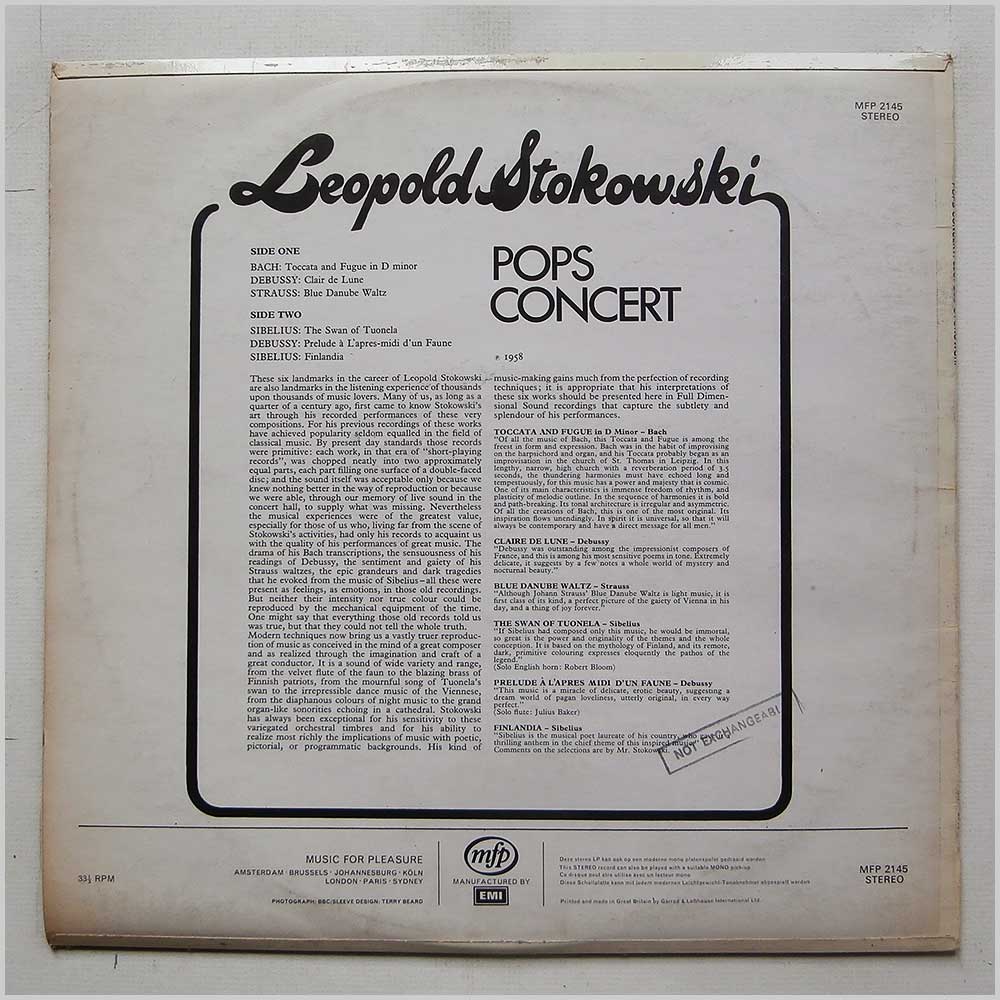 MFP 2145
STEREO
Leopold Stokowski
POPS
CONCERT
SIDE ONE
BACH: Toccata and Fugue in D minor
DEBUSSY: Clair de Lune
STRAUSS: Blue Danube Waltz
SIDE TWO
SIBELIUS: The Swan of Tuonela
DEBUSSY: Prelude à L'apres-midi d'un Faune
SIBELIUS: Finlandia
℗ 1958
These six landmarks in the career of Leopold Stokowski
are also landmarks in the listening experience of thousands
upon thousands of music lovers. Many of us, as long as a
quarter of a century ago, first came to know Stokowski's
art through his recorded performances of these very
compositions. For his previous recordings of these works
have achieved popularity seldom equalled in the field of
classical music. By present day standards those records
were primitive: each work, in that era of "short-playing
records", was chopped neatly into two approximately
equal parts, each part filling one surface of a double-faced
disc; and the sound itself was acceptable only because we
knew nothing better in the way of reproduction or because
we were able, through our memory of live sound in the
concert hall, to supply what was missing. Nevertheless
the musical experiences were of the greatest value,
especially for those of us who, living far from the scene of
Stokowski's activities, had only his records to acquaint us
with the quality of his performances of great music. The
drama of his Bach transcriptions, the sensuousness of his
readings of Debussy, the sentiment and gaiety of his
Strauss waltzes, the epic grandeurs and dark tragedies
that he evoked from the music of Sibelius – all these were
present as feelings, as emotions, in those old recordings.
But neither their intensity nor true colour could be
reproduced by the mechanical equipment of the time.
One might say that everything those old records told us
was true, but that they could not tell the whole truth.
Modern techniques now bring us a vastly truer reproduc-
tion of music as conceived in the mind of a great composer
and as realized through the imagination and craft of a
great conductor. It is a sound of wide variety and range,
from the velvet flute of the faun to the blazing brass of
Finnish patriots, from the mournful song of Tuonela's
swan to the irrepressible dance music of the Viennese,
from the diaphanous colours of night music to the grand
organ-like sonorities echoing in a cathedral. Stokowski
has always been exceptional for his sensitivity to these
variegated orchestral timbres and for his ability to
realize most richly the implications of music with poetic,
pictorial, or programmatic backgrounds. His kind of
music-making gains much from the perfection of recording
techniques; it is appropriate that his interpretations of
these six works should be presented here in Full Dimen-
sional Sound recordings that capture the subtlety and
splendour of his performances.
TOCCATA AND FUGUE in D Minor – Bach
"Of all the music of Bach, this Toccata and Fugue is among the
freest in form and expression. Bach was in the habit of improvising
on the harpsichord and organ, and his Toccata probably began as an
improvisation in the church of St. Thomas in Leipzig. In this
lengthy, narrow, high church with a reverberation period of 3.5
seconds, the thundering harmonies must have echoed long and
tempestuously, for this music has a power and majesty that is cosmic.
One of its main characteristics is immense freedom of rhythm, and
plasticity of melodic outline. In the sequence of harmonies it is bold
and path-breaking. Its tonal architecture is irregular and asymmetric.
Of all the creations of Bach, this is one of the most original. Its
inspiration flows unendingly. In spirit it is universal, so that it will
always be contemporary and have a direct message for all men."
CLAIRE DE LUNE – Debussy
"Debussy was outstanding among the impressionist composers of
France, and this is among his most sensitive poems in tone. Extremely
delicate, it suggests by a few notes a whole world of mystery and
nocturnal beauty."
BLUE DANUBE WALTZ – Strauss
"Although Johann Strauss' Blue Danube Waltz is light music, it is
first class of its kind, a perfect picture of the gaiety of Vienna in his
day, and a thing of joy forever."
THE SWAN OF TUONELA – Sibelius
"If Sibelius had composed only this music, he would be immortal,
so great is the power and originality of the themes and the whole
conception. It is based on the mythology of Finland, and its remote,
dark, primitive colouring expresses eloquently the pathos of the
legend."
(Solo English horn: Robert Bloom)
PRELUDE À L'APRES MIDI D'UN FAUNE – Debussy
"This music is a miracle of delicate, erotic beauty, suggesting a
dream world of pagan loveliness, utterly original, in every way
perfect."
(Solo flute: Julius Baker)
FINLANDIA – Sibelius
"Sibelius is the musical poet laureate of his country, who gave
thrilling anthem in the chief theme of this inspired music."
Comments on the selections are by Mr. Stokowski.
NOT EXCHANGEABLE
33⅓ RPM
MUSIC FOR PLEASURE
AMSTERDAM · BRUSSELS · JOHANNESBURG · KÖLN
LONDON · PARIS · SYDNEY
PHOTOGRAPH: BBC/SLEEVE DESIGN: TERRY BEARD
mfp
MANUFACTURED BY
EMI
Deze stereo LP kan ook op een moderne mono platenspeler gedraaid worden
This STEREO record can also be played with a suitable MONO pick-up
Ce disque peut être utilisé avec un lecteur mono
Diese Schallplatte kann mit jedem modernen Leichtgewicht-Tonabnehmer abgespielt werden
Printed and made in Great Britain by Garrod & Lofthouse International Ltd.
MFP 2145
STEREO